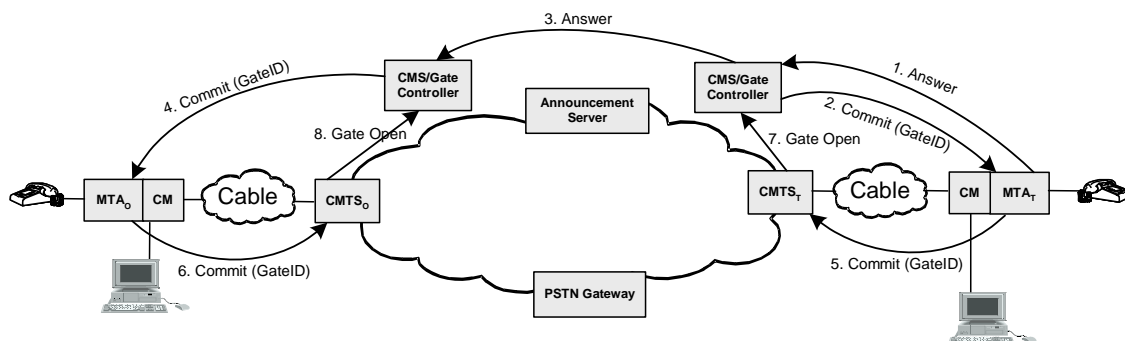 3. Answer
CMS/Gate
Controller
CMS/Gate
Controller
1. Answer
4. Commit (GateID)
2. Commit (GateID)
Announcement
Server
8. Gate Open
7. Gate Open
MTAO
CM
Cable
CMTSO
CMTST
Cable
CM
MTAT
6. Commit (GateID)
5. Commit (GateID)
PSTN Gateway